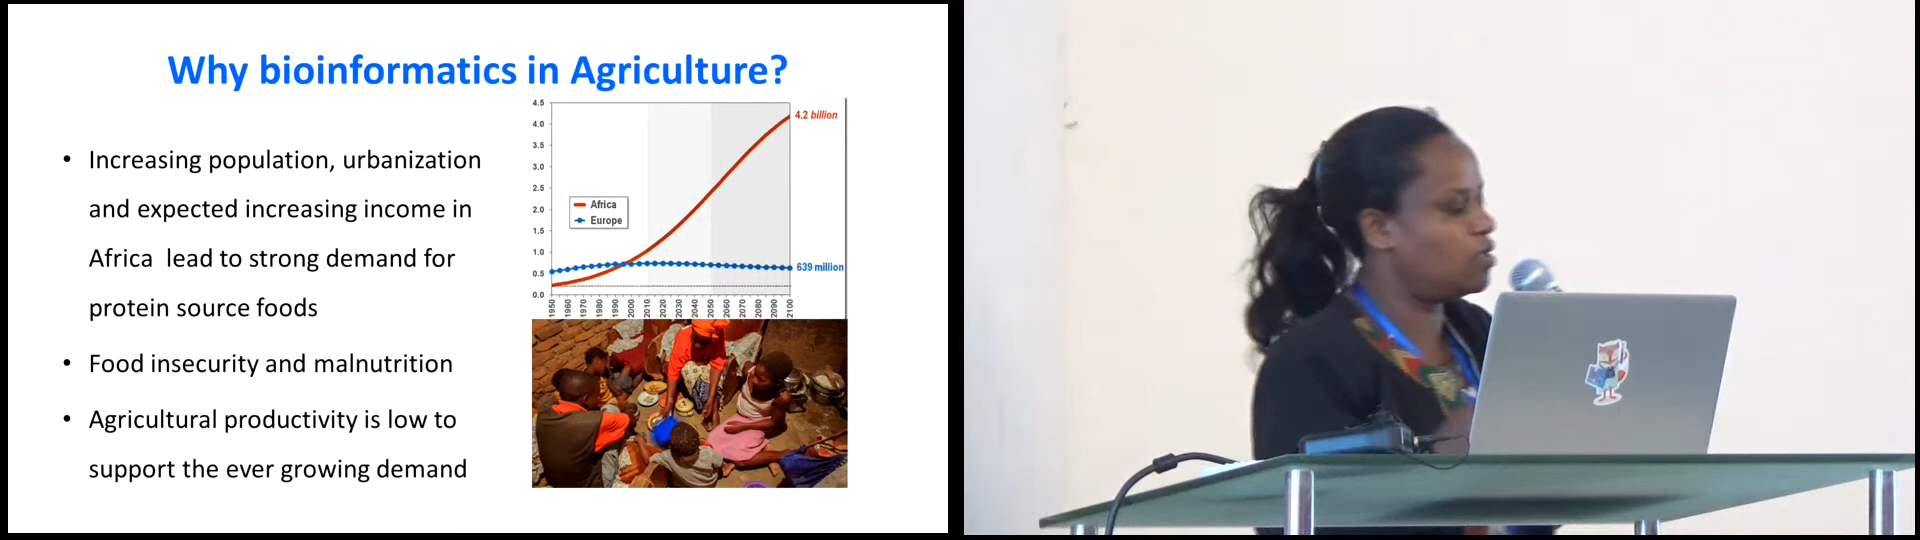 Why bioinformatics in Agriculture?
• Increasing population, urbanization
and expected increasing income in
Africa lead to strong demand for
protein source foods
• Food insecurity and malnutrition
• Agricultural productivity is low to
support the ever growing demand
4.5
4.0
3.5
3.0
2.5
2.0
1.5
1.0
0.5
0.0
Africa
Europe
4.2 billion
639 million
1950
1960
1970
1980
1990
2000
2010
2020
2030
2040
2050
2060
2070
2080
2090
2100